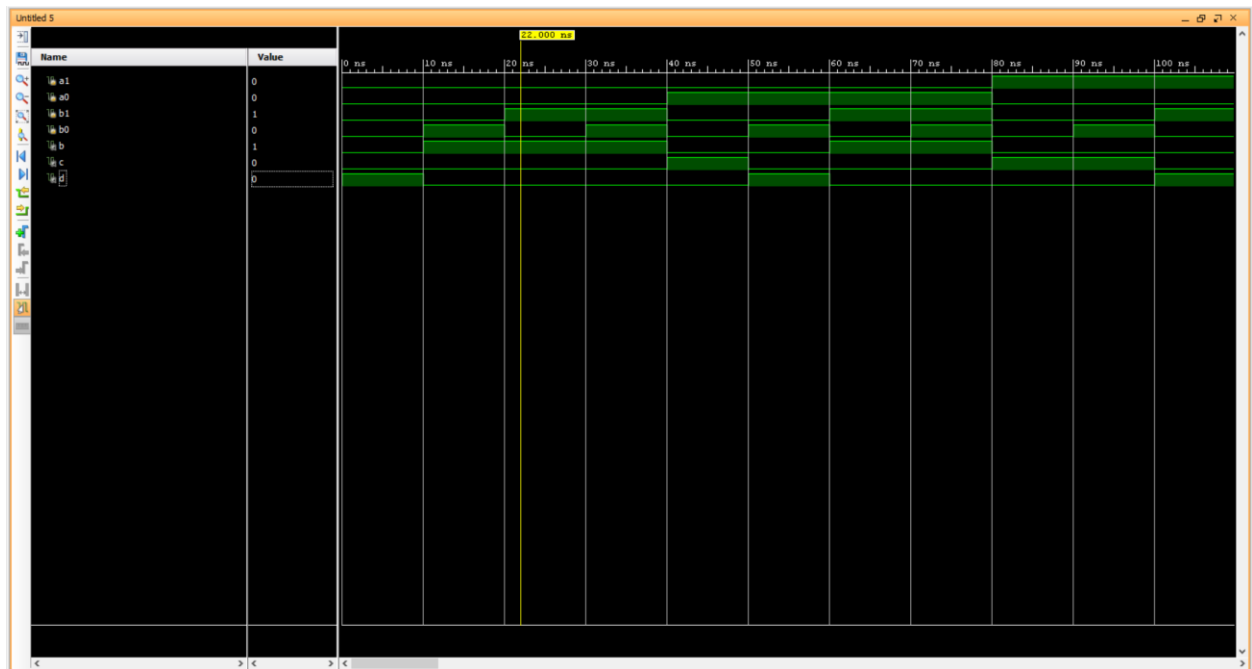 Untitled 5
22.000 ns
Name Value
0 ns 10 ns 20 ns 30 ns 40 ns 50 ns 60 ns 70 ns 80 ns 90 ns 100 ns
a1 0
a0 0
b1 1
b0 0
b 1
c 0
d 0